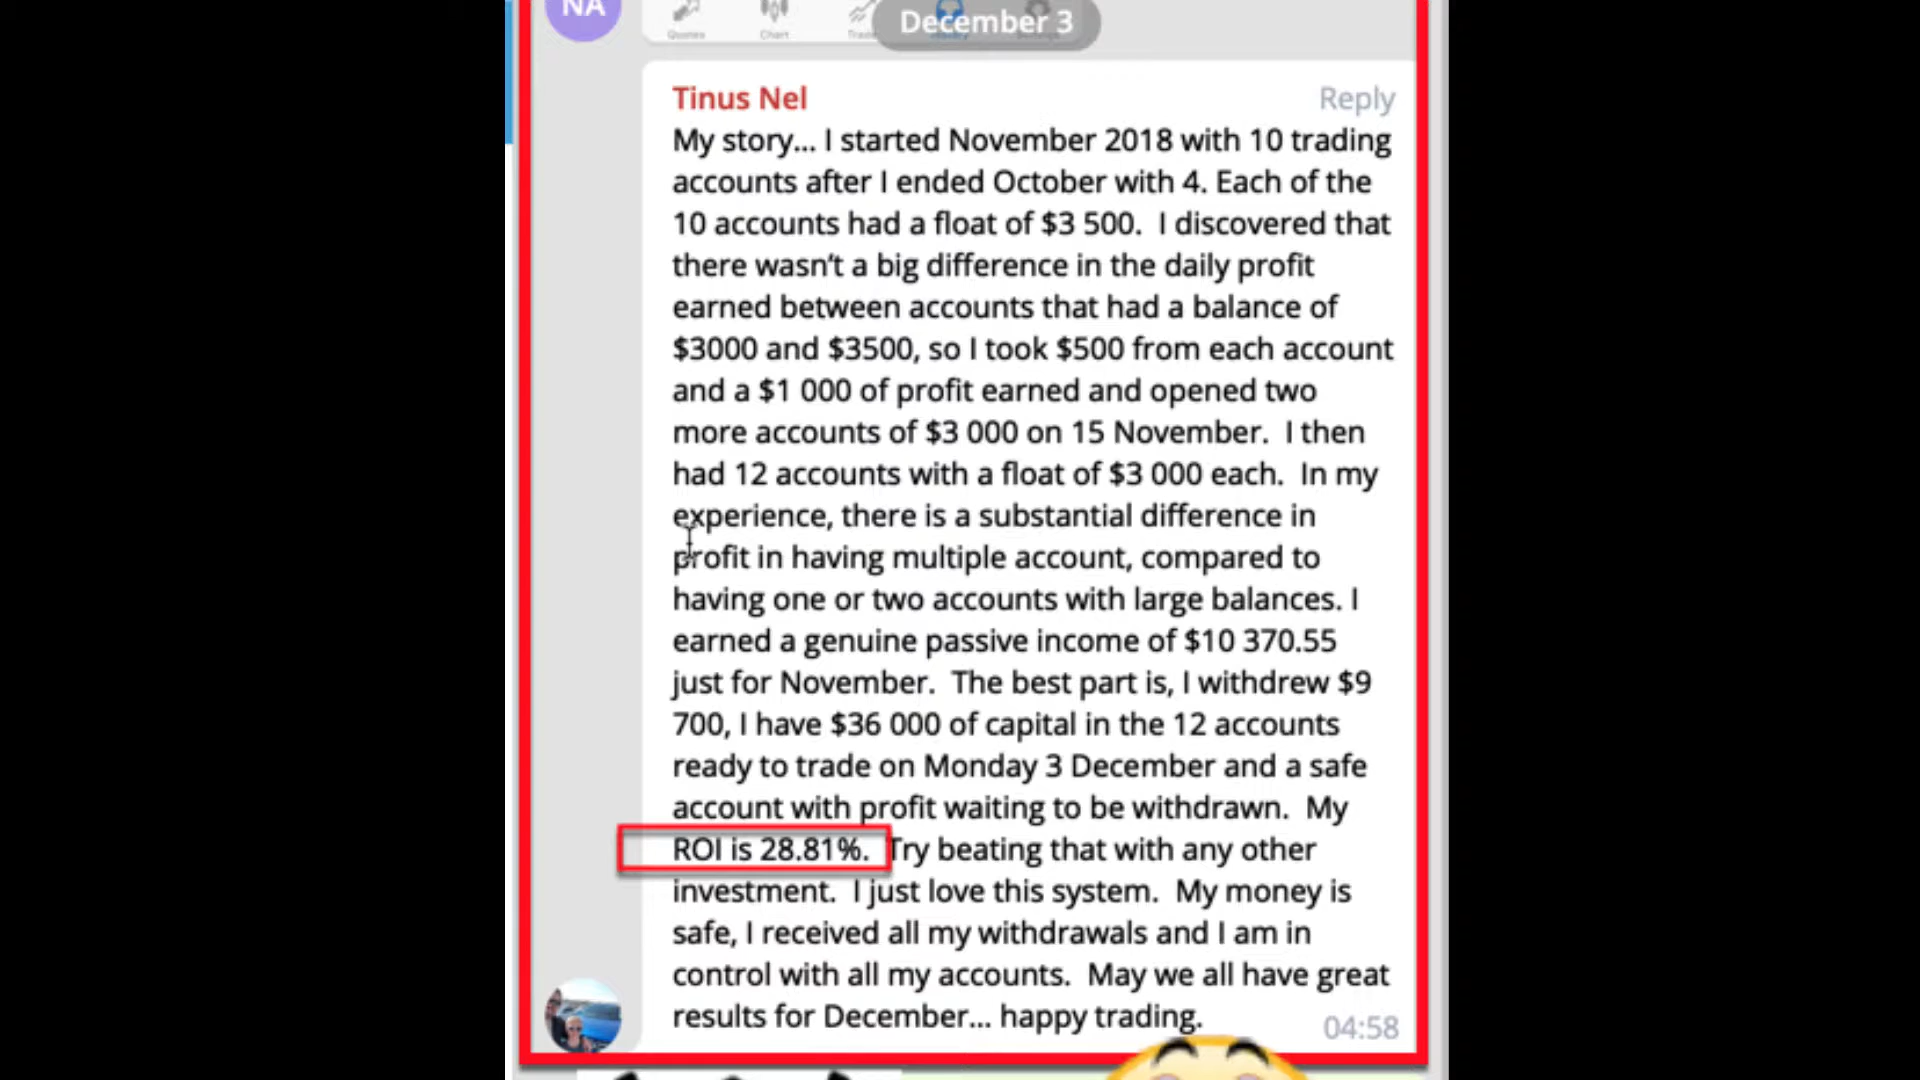 NA
December 3
Quotes
Chart
Tinus Nel
Reply
My story... I started November 2018 with 10 trading
accounts after I ended October with 4. Each of the
10 accounts had a float of $3 500.  I discovered that
there wasn't a big difference in the daily profit
earned between accounts that had a balance of
$3000 and $3500, so I took $500 from each account
and a $1 000 of profit earned and opened two
more accounts of $3 000 on 15 November.  I then
had 12 accounts with a float of $3 000 each.  In my
experience, there is a substantial difference in
profit in having multiple account, compared to
having one or two accounts with large balances. I
earned a genuine passive income of $10 370.55
just for November.  The best part is, I withdrew $9
700, I have $36 000 of capital in the 12 accounts
ready to trade on Monday 3 December and a safe
account with profit waiting to be withdrawn.  My
ROI is 28.81%.  Try beating that with any other
investment.  I just love this system.  My money is
safe, I received all my withdrawals and I am in
control with all my accounts.  May we all have great
results for December... happy trading.
04:58